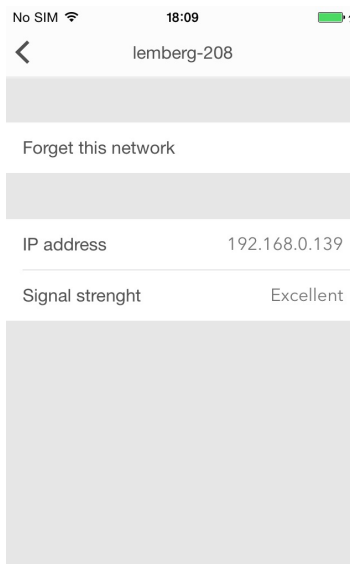 No SIM 18:09
lemberg-208
Forget this network
IP address 192.168.0.139
Signal strenght Excellent